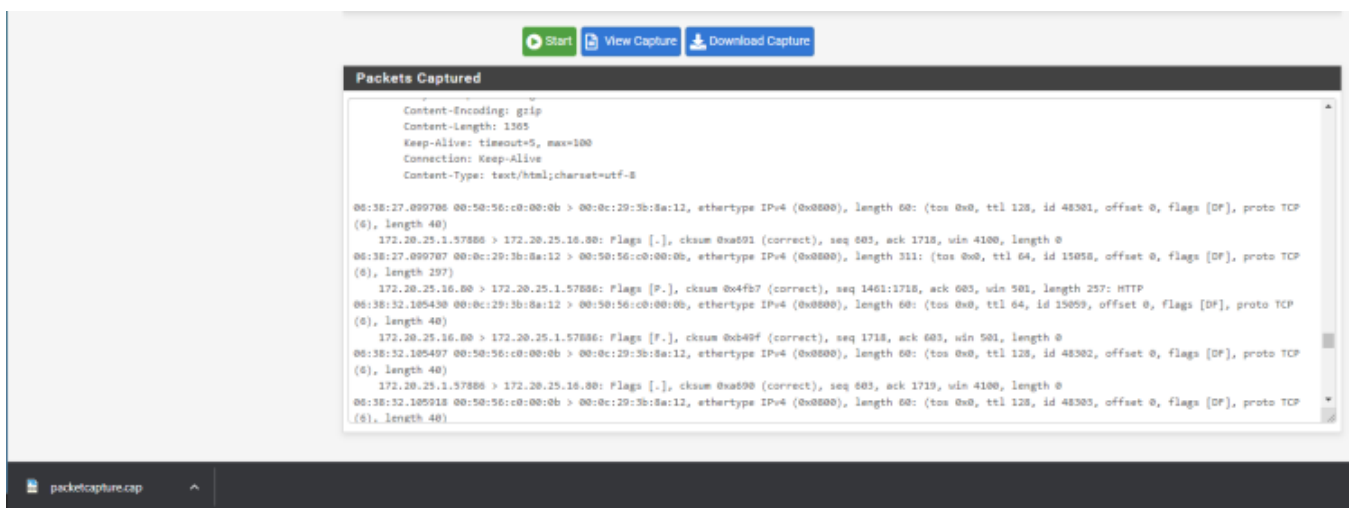 Start View Capture Download Capture
Packets Captured
Content-Encoding: gzip
Content-Length: 1365
Keep-Alive: timeout=5, max=100
Connection: Keep-Alive
Content-Type: text/html;charset=utf-8
06:38:27.099706 00:50:56:c0:00:0b > 00:0c:29:3b:8a:12, ethertype IPv4 (0x0800), length 60: (tos 0x0, ttl 128, id 48301, offset 0, flags [DF], proto TCP
(6), length 40)
172.20.25.1.57886 > 172.20.25.16.80: Flags [.], cksum 0xa691 (correct), seq 603, ack 1718, win 4100, length 0
06:38:27.099707 00:0c:29:3b:8a:12 > 00:50:56:c0:00:0b, ethertype IPv4 (0x0800), length 311: (tos 0x0, ttl 64, id 15058, offset 0, flags [DF], proto TCP
(6), length 297)
172.20.25.16.80 > 172.20.25.1.57886: Flags [P.], cksum 0x4fb7 (correct), seq 1461:1718, ack 603, win 501, length 257: HTTP
06:38:32.105430 00:0c:29:3b:8a:12 > 00:50:56:c0:00:0b, ethertype IPv4 (0x0800), length 60: (tos 0x0, ttl 64, id 15059, offset 0, flags [DF], proto TCP
(6), length 40)
172.20.25.16.80 > 172.20.25.1.57886: Flags [F.], cksum 0xb49f (correct), seq 1718, ack 603, win 501, length 0
06:38:32.105497 00:50:56:c0:00:0b > 00:0c:29:3b:8a:12, ethertype IPv4 (0x0800), length 60: (tos 0x0, ttl 128, id 48302, offset 0, flags [DF], proto TCP
(6), length 40)
172.20.25.1.57886 > 172.20.25.16.80: Flags [.], cksum 0xa690 (correct), seq 603, ack 1719, win 4100, length 0
06:38:32.105918 00:50:56:c0:00:0b > 00:0c:29:3b:8a:12, ethertype IPv4 (0x0800), length 60: (tos 0x0, ttl 128, id 48303, offset 0, flags [DF], proto TCP
(6), length 40)
packetcapture.cap